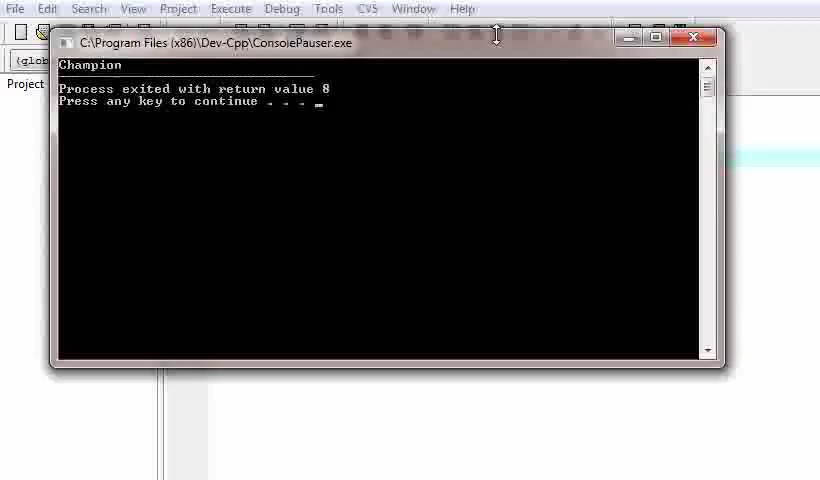 File Edit Search View Project Execute Debug Tools CVS Window Help
C:\Program Files (x86)\Dev-Cpp\ConsolePauser.exe
(glob
Project
Champion
Process exited with return value 8
Press any key to continue . . . _